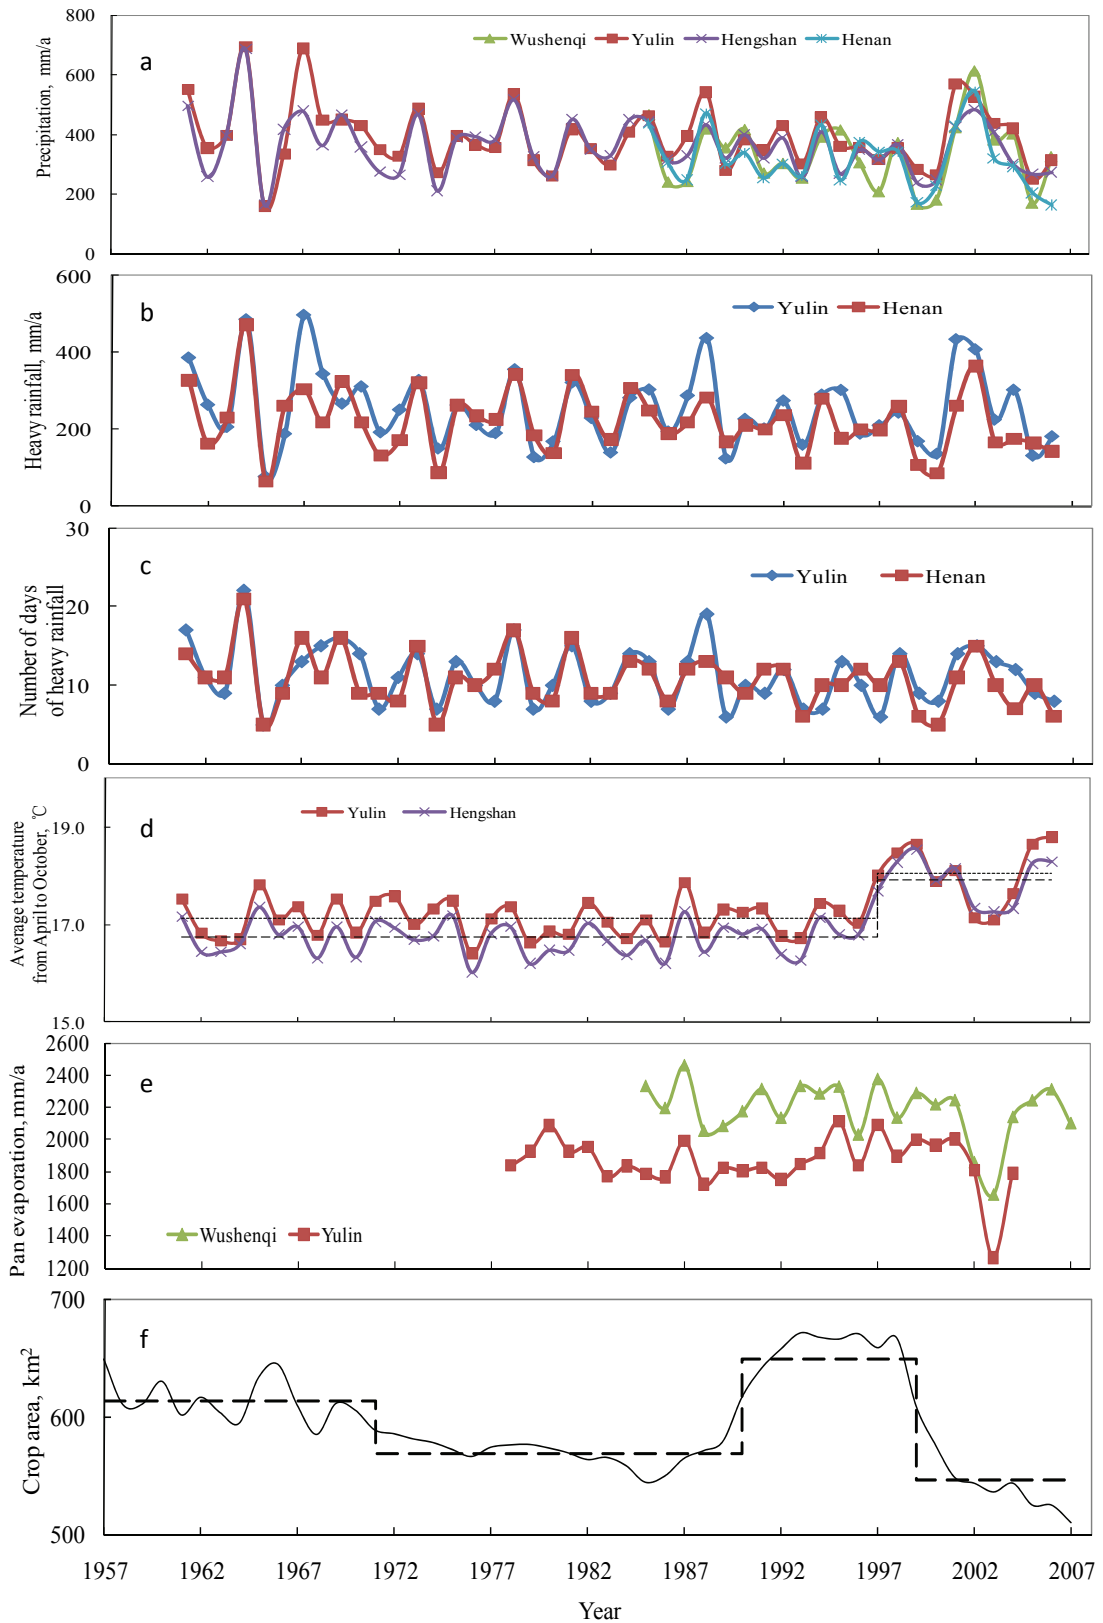 800
600
400
200
0
Precipitation, mm/a
a
Wushenqi Yulin Hengshan Henan
600
400
200
0
Heavy rainfall, mm/a
b
Yulin Henan
30
20
10
0
Number of days
of heavy rainfall
c
Yulin Henan
19.0
17.0
15.0
Average temperature
from April to October, ℃
d
Yulin Hengshan
2600
2400
2200
2000
1800
1600
1400
1200
Pan evaporation, mm/a
e
Wushenqi Yulin
700
600
500
Crop area, km²
f
1957 1962 1967 1972 1977 1982 1987 1992 1997 2002 2007
Year